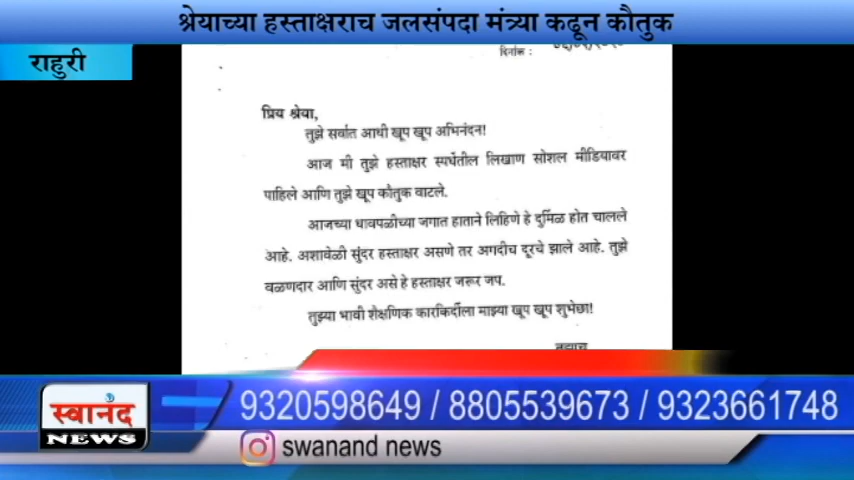 श्रेयाच्या हस्ताक्षराच जलसंपदा मंत्र्या कढून कौतुक
राहुरी
दिनांक :
प्रिय श्रेया,
तुझे सर्वात आधी खूप खूप अभिनंदन!
आज मी तुझे हस्ताक्षर स्पर्धेतील लिखाण सोशल मीडियावर
पाहिले आणि तुझे खूप कौतुक वाटले.
आजच्या धावपळीच्या जगात हाताने लिहिणे हे दुर्मिळ होत चालले
आहे. अशावेळी सुंदर हस्ताक्षर असणे तर अगदीच दूरचे झाले आहे. तुझे
वळणदार आणि सुंदर असे हे हस्ताक्षर जरूर जप.
तुझ्या भावी शैक्षणिक कारकिर्दीला माझ्या खूप खूप शुभेछा!
स्वानंद
NEWS
9320598649 / 8805539673 / 9323661748
swanand news